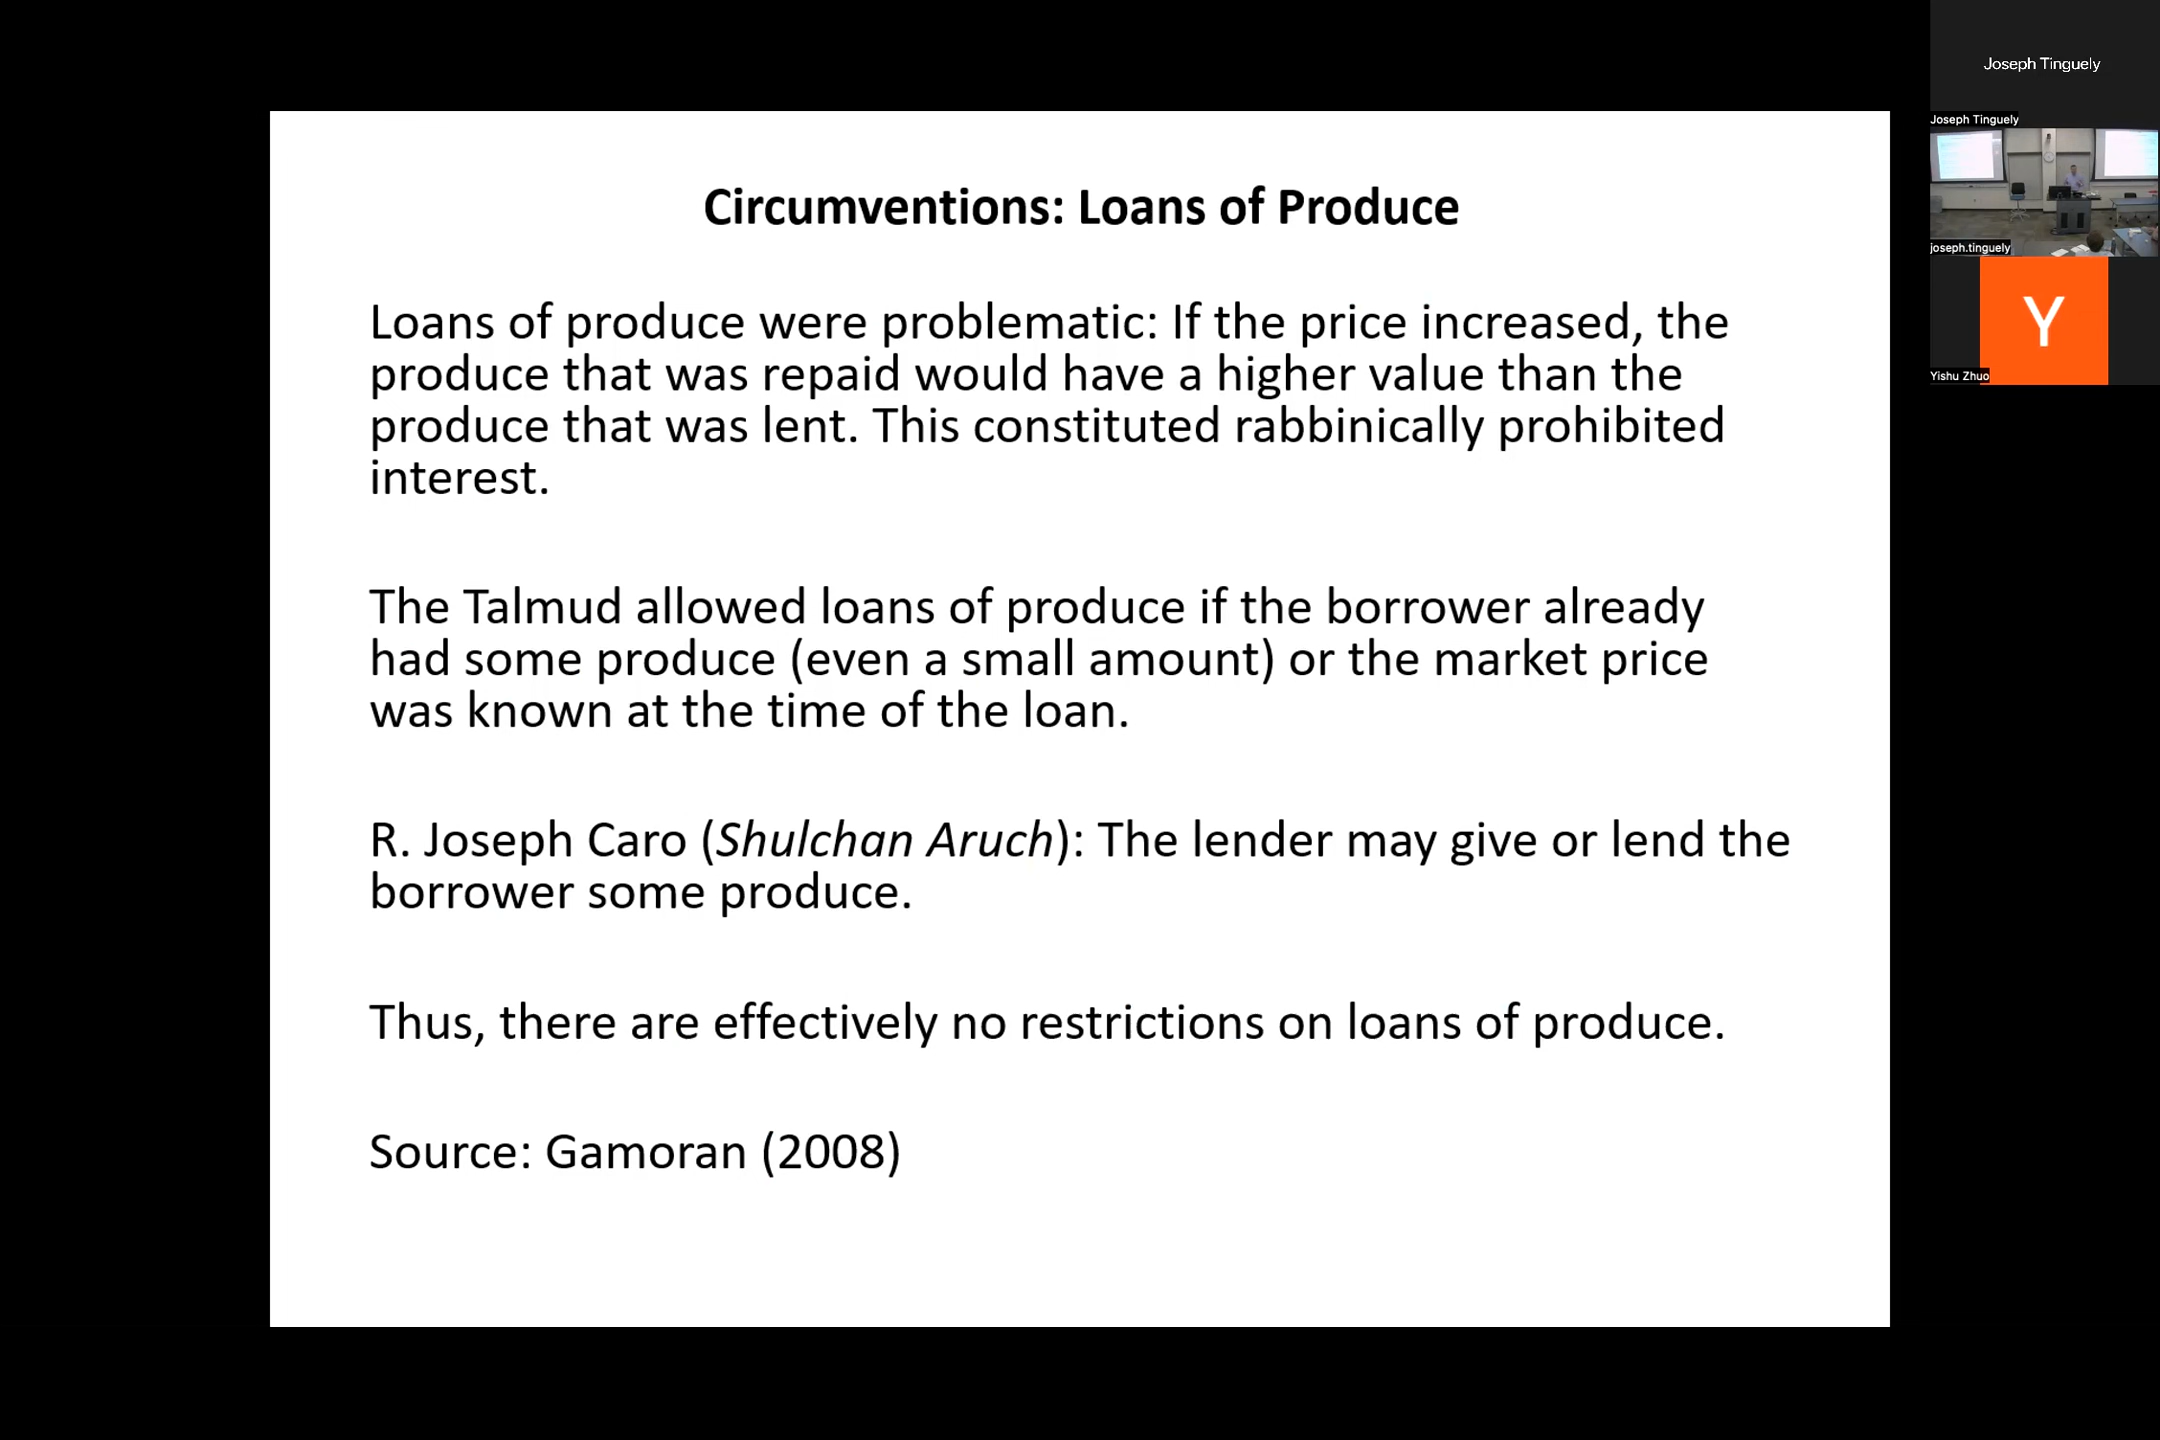 Circumventions: Loans of Produce
Loans of produce were problematic: If the price increased, the
produce that was repaid would have a higher value than the
produce that was lent. This constituted rabbinically prohibited
interest.
The Talmud allowed loans of produce if the borrower already
had some produce (even a small amount) or the market price
was known at the time of the loan.
R. Joseph Caro (Shulchan Aruch): The lender may give or lend the
borrower some produce.
Thus, there are effectively no restrictions on loans of produce.
Source: Gamoran (2008)
Joseph Tinguely
Joseph Tinguely
joseph.tinguely
Y
Yishu Zhuo